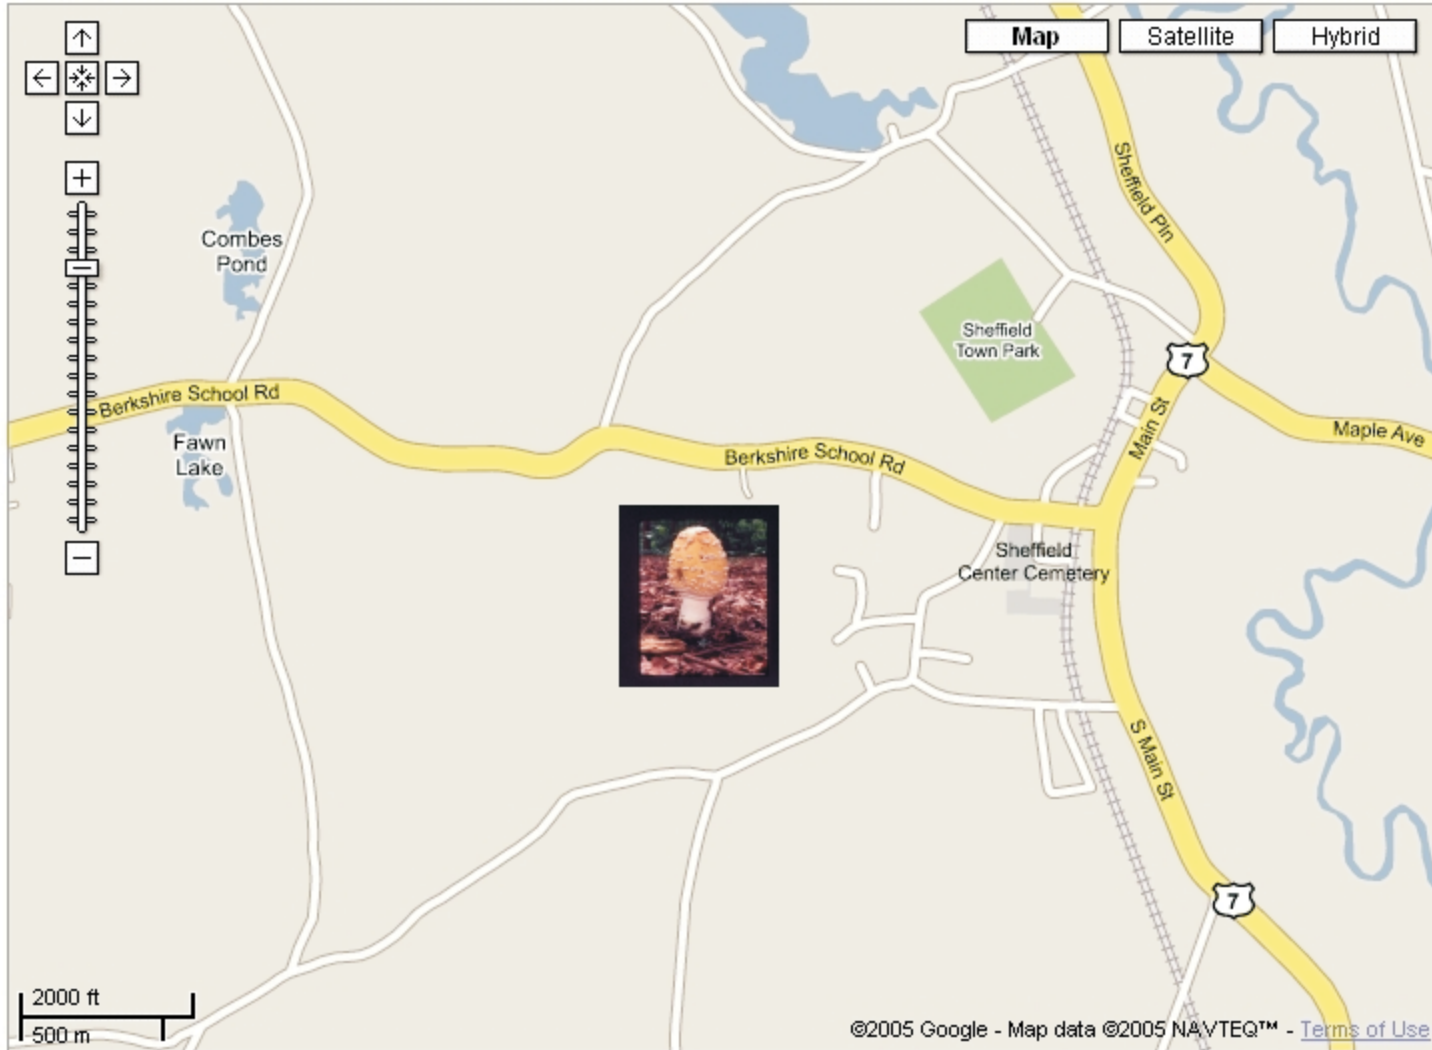 Map
Satellite
Hybrid
Sheffield Pln
Combes
Pond
Sheffield
Town Park
7
Berkshire School Rd
Main St
Maple Ave
Fawn
Lake
Berkshire School Rd
Sheffield
Center Cemetery
S Main St
7
2000 ft
500 m
©2005 Google - Map data ©2005 NAVTEQ™ - Terms of Use